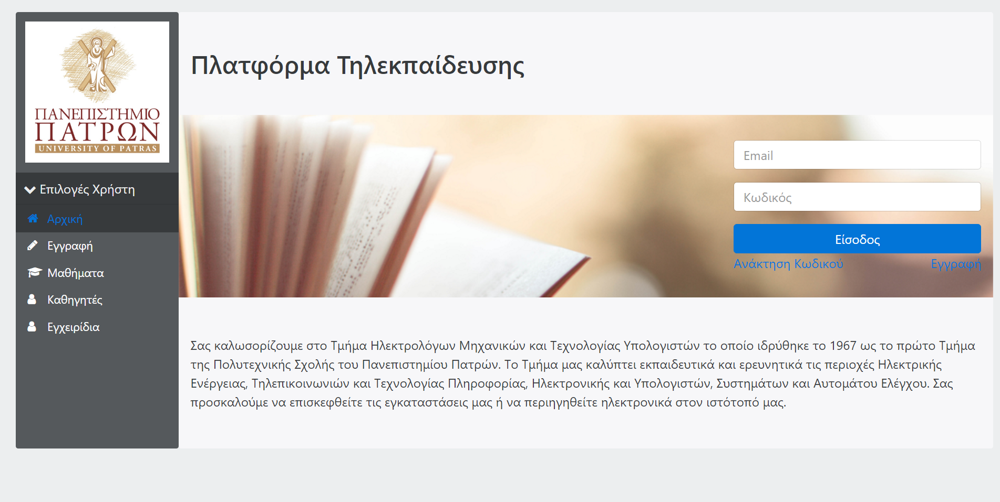 ΠΑΝΕΠΙΣΤΗΜΙΟ
ΠΑΤΡΩΝ
UNIVERSITY OF PATRAS
Επιλογές Χρήστη
Αρχική
Εγγραφή
Μαθήματα
Καθηγητές
Εγχειρίδια
Πλατφόρμα Τηλεκπαίδευσης
Email
Κωδικός
Είσοδος
Ανάκτηση Κωδικού Εγγραφή
Σας καλωσορίζουμε στο Τμήμα Ηλεκτρολόγων Μηχανικών και Τεχνολογίας Υπολογιστών το οποίο ιδρύθηκε το 1967 ως το πρώτο Τμήμα
της Πολυτεχνικής Σχολής του Πανεπιστημίου Πατρών. Το Τμήμα μας καλύπτει εκπαιδευτικά και ερευνητικά τις περιοχές Ηλεκτρικής
Ενέργειας, Τηλεπικοινωνιών και Τεχνολογίας Πληροφορίας, Ηλεκτρονικής και Υπολογιστών, Συστημάτων και Αυτομάτου Ελέγχου. Σας
προσκαλούμε να επισκεφθείτε τις εγκαταστάσεις μας ή να περιηγηθείτε ηλεκτρονικά στον ιστότοπό μας.